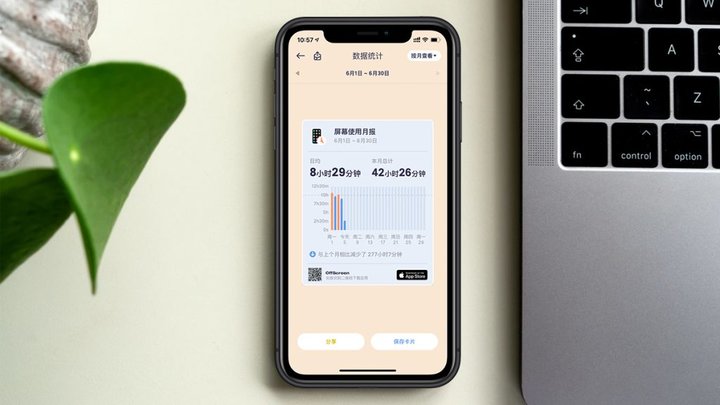 10:57
数据统计
按月查看
6月1日 ~ 6月30日
屏幕使用月报
6月1日 ~ 6月30日
日均
本月总计
8小时29分钟
42小时26分钟
12h30m
10h
7h30m
5h
2h30m
0s
周一 今天 周二 周六 周三 周日 周四 周一
1 5 9 13 17 21 25 29
与上个月相比减少了 277小时7分钟
OffScreen
App Store
分享
保存卡片
A
~
`
Z
fn
control
option